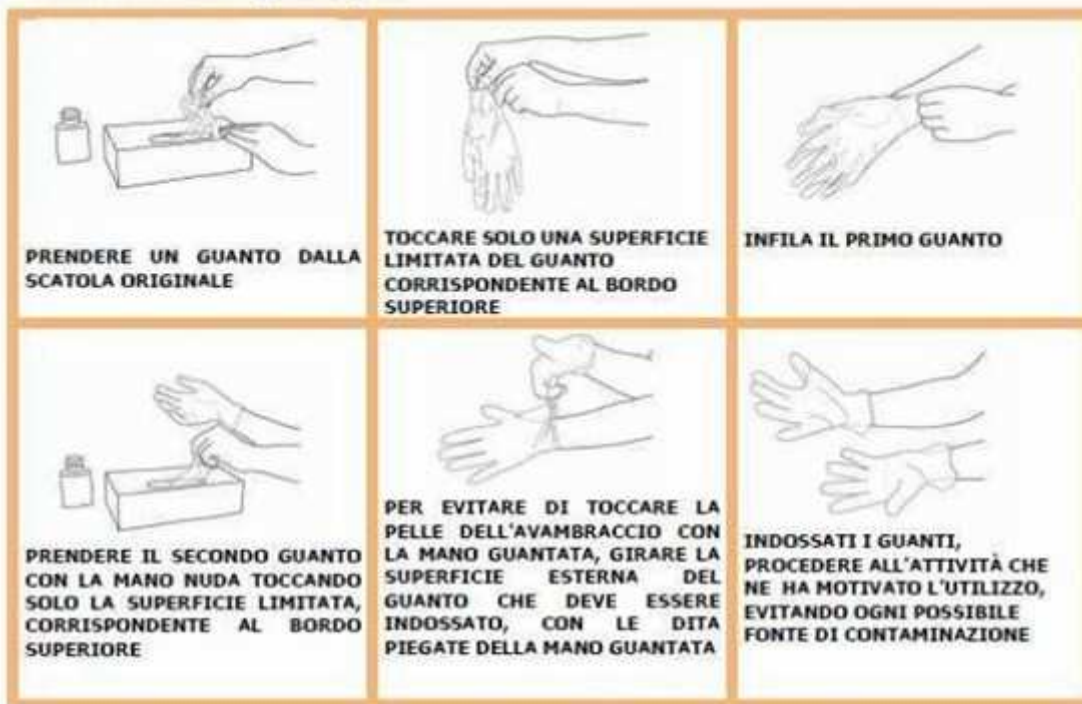 PRENDERE UN GUANTO DALLA
SCATOLA ORIGINALE
TOCCARE SOLO UNA SUPERFICIE
LIMITATA DEL GUANTO
CORRISPONDENTE AL BORDO
SUPERIORE
INFILA IL PRIMO GUANTO
PRENDERE IL SECONDO GUANTO
CON LA MANO NUDA TOCCANDO
SOLO LA SUPERFICIE LIMITATA,
CORRISPONDENTE AL BORDO
SUPERIORE
PER EVITARE DI TOCCARE LA
PELLE DELL'AVAMBRACCIO CON
LA MANO GUANTATA, GIRARE LA
SUPERFICIE ESTERNA DEL
GUANTO CHE DEVE ESSERE
INDOSSATO, CON LE DITA
PIEGATE DELLA MANO GUANTATA
INDOSSATI I GUANTI,
PROCEDERE ALL'ATTIVITÀ CHE
NE HA MOTIVATO L'UTILIZZO,
EVITANDO OGNI POSSIBILE
FONTE DI CONTAMINAZIONE